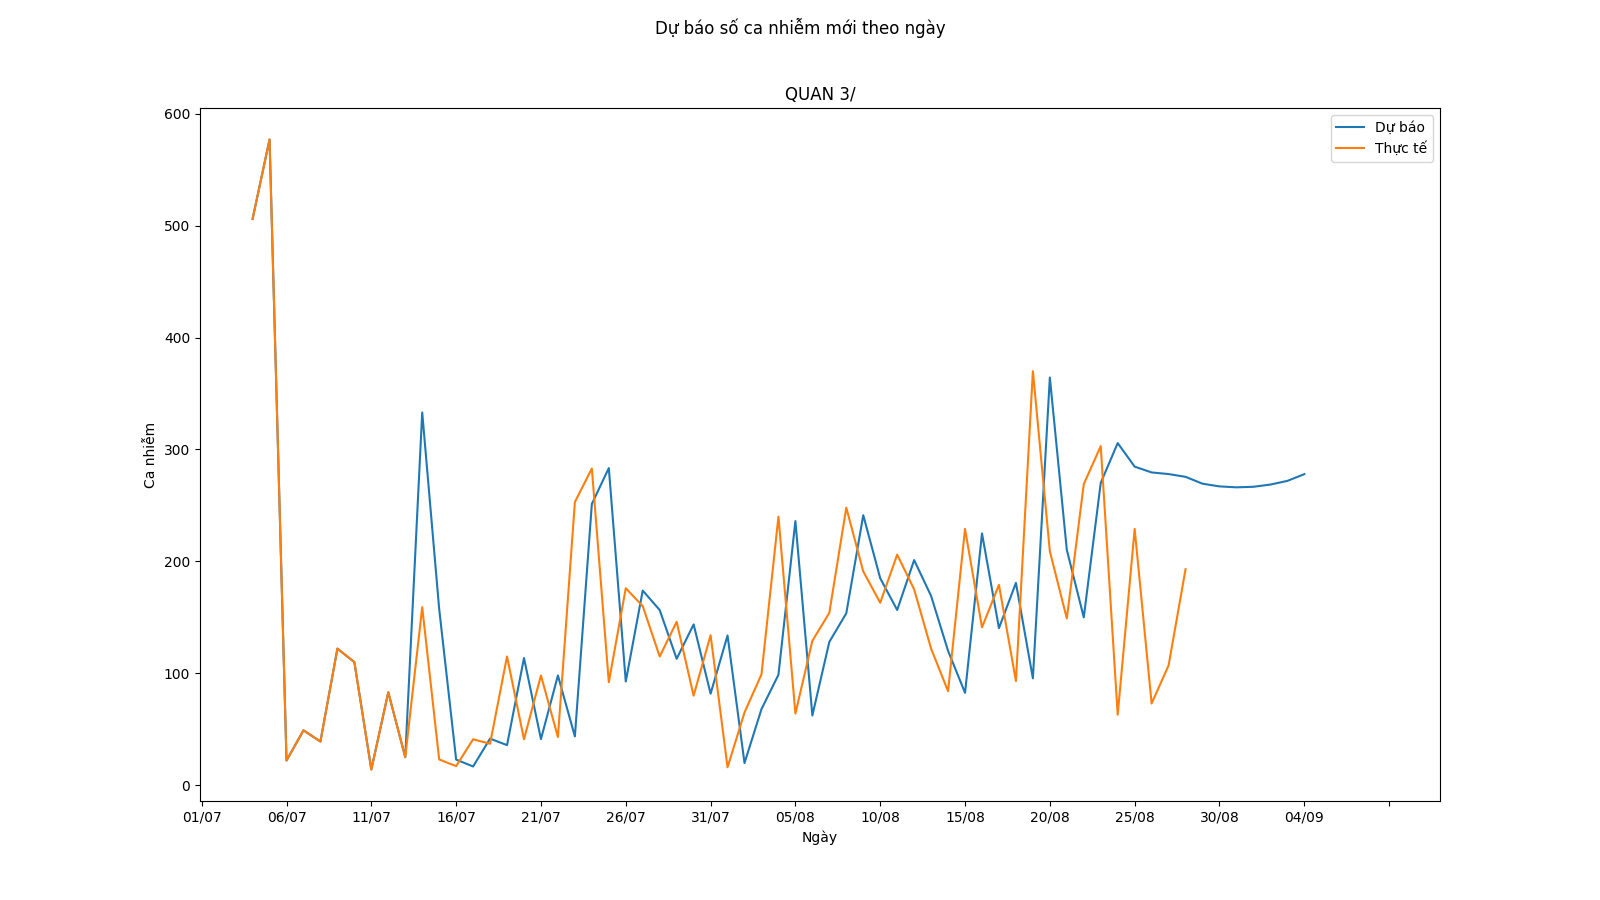 Dự báo số ca nhiễm mới theo ngày
QUAN 3/
Dự báo
Thực tế
600
500
400
300
200
100
0
Ca nhiễm
01/07 06/07 11/07 16/07 21/07 26/07 31/07 05/08 10/08 15/08 20/08 25/08 30/08 04/09
Ngày